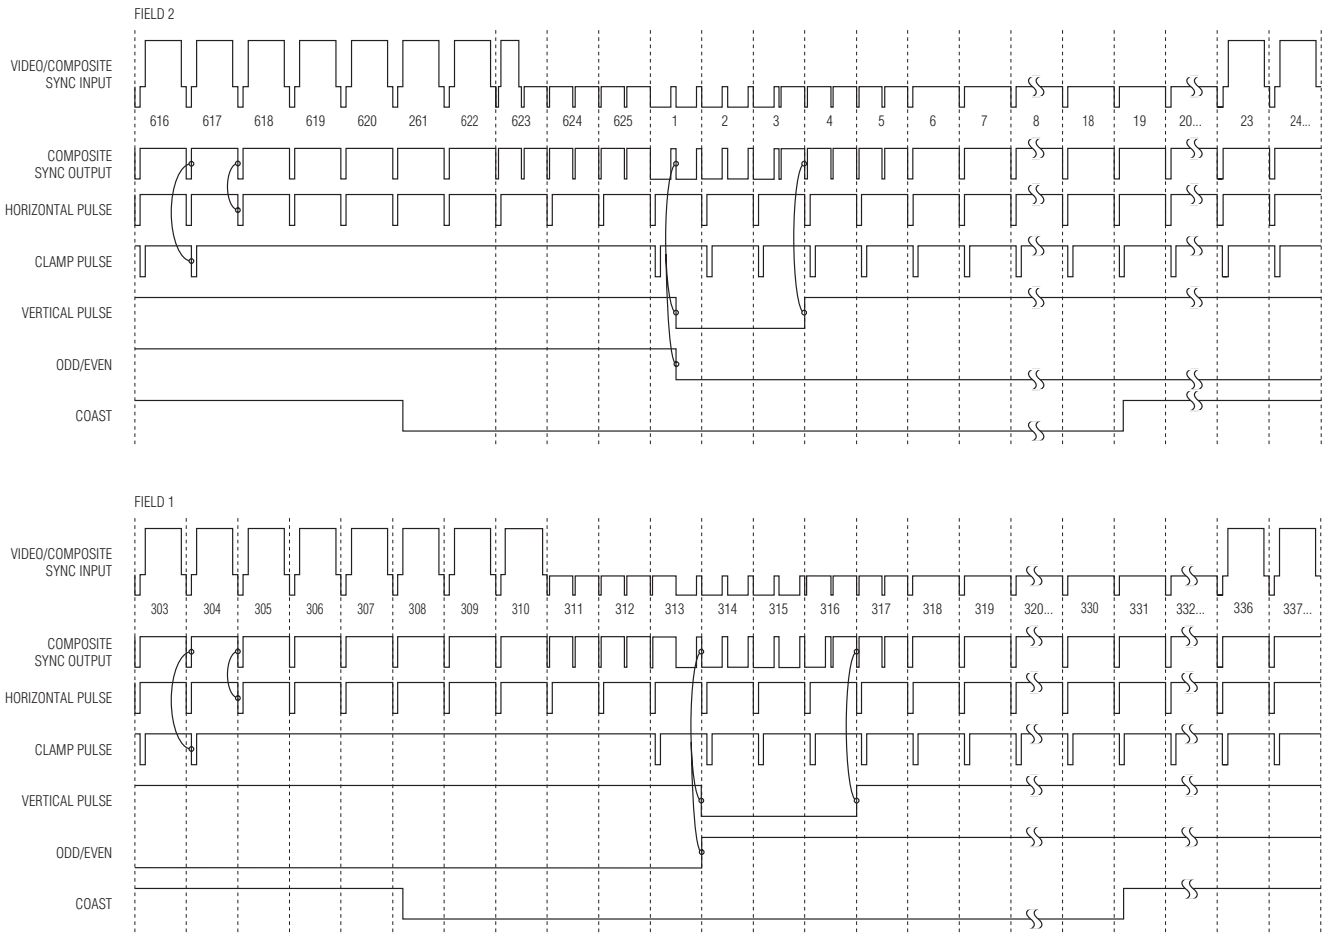 FIELD 2
VIDEO/COMPOSITE
SYNC INPUT
616 617 618 619 620 261 622 623 624 625 1 2 3 4 5 6 7 8 18 19 20... 23 24...
COMPOSITE
SYNC OUTPUT
HORIZONTAL PULSE
CLAMP PULSE
VERTICAL PULSE
ODD/EVEN
COAST
FIELD 1
VIDEO/COMPOSITE
SYNC INPUT
303 304 305 306 307 308 309 310 311 312 313 314 315 316 317 318 319 320... 330 331 332... 336 337...
COMPOSITE
SYNC OUTPUT
HORIZONTAL PULSE
CLAMP PULSE
VERTICAL PULSE
ODD/EVEN
COAST